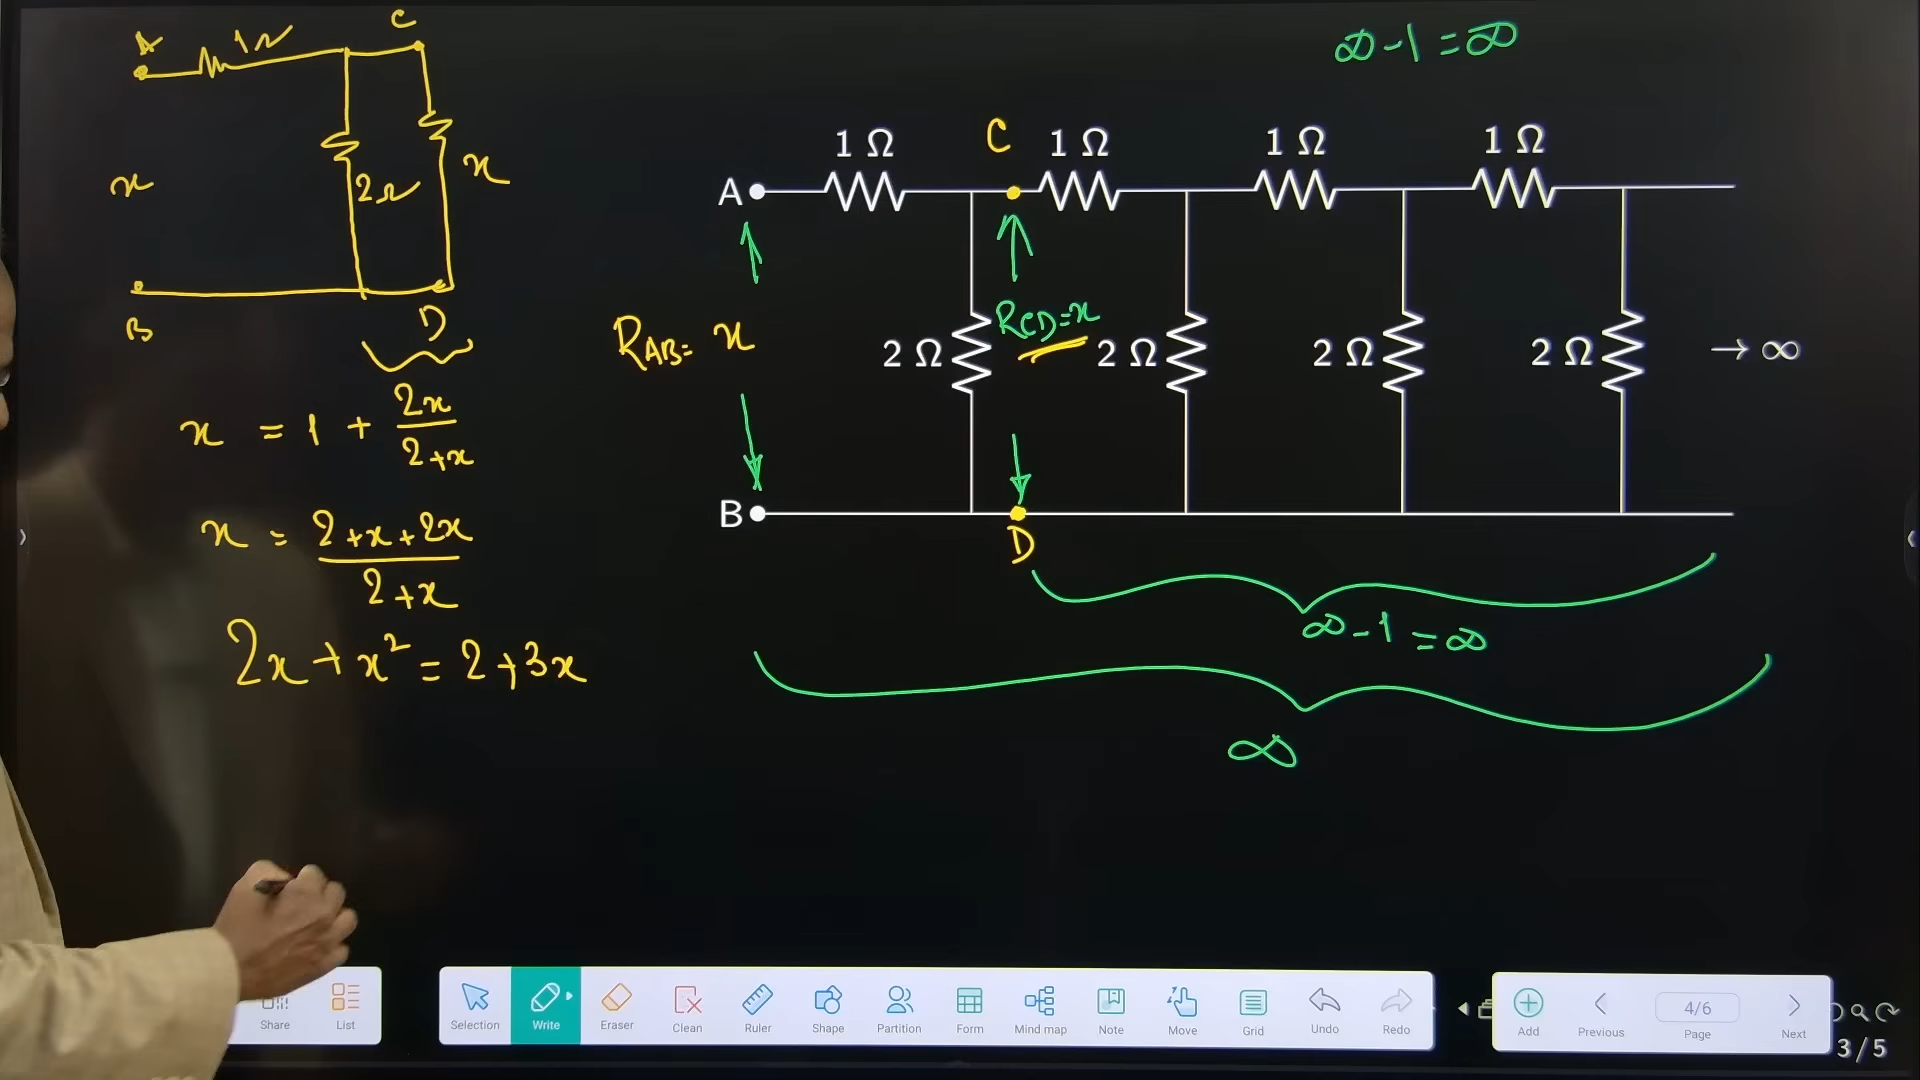 A
1Ω
C
x
2Ω
x
B
D
x = 1 + 2x / 2+x
x = 2+x+2x / 2+x
2x + x² = 2 + 3x
∞ - 1 = ∞
1 Ω
C
1 Ω
1 Ω
1 Ω
A
R_AB = x
2 Ω
R_CD = x
2 Ω
2 Ω
2 Ω
→ ∞
B
D
∞ - 1 = ∞
∞
Share
List
Selection
Write
Eraser
Clean
Ruler
Shape
Partition
Form
Mind map
Note
Move
Grid
Undo
Redo
Add
Previous
4/6
Page
Next
3 / 5